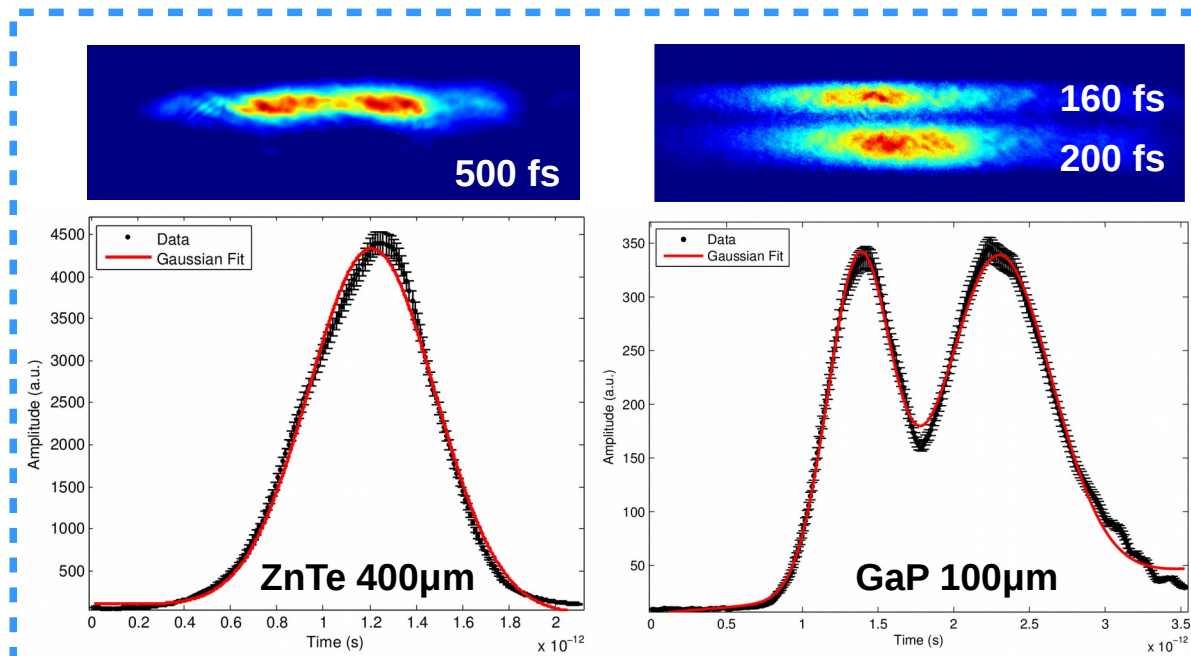 500 fs
160 fs
200 fs
4500
4000
3500
3000
2500
2000
1500
1000
500
Amplitude (a.u.)
Data
Gaussian Fit
ZnTe 400μm
0 0.2 0.4 0.6 0.8 1 1.2 1.4 1.6 1.8 2
Time (s)
x 10⁻¹²
350
300
250
200
150
100
50
Amplitude (a.u.)
Data
Gaussian Fit
GaP 100μm
0 0.5 1 1.5 2 2.5 3 3.5
Time (s)
x 10⁻¹²